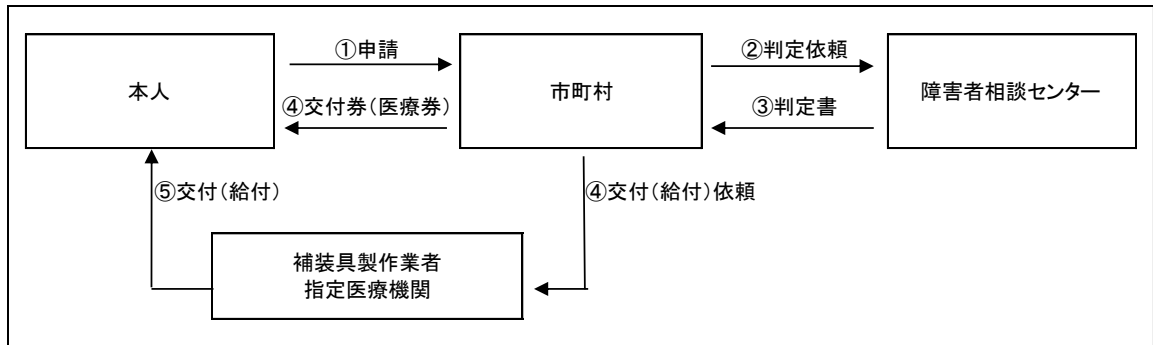 ①申請
②判定依頼
本人
市町村
障害者相談センター
④交付券(医療券)
③判定書
⑤交付(給付)
④交付(給付)依頼
補装具製作業者
指定医療機関